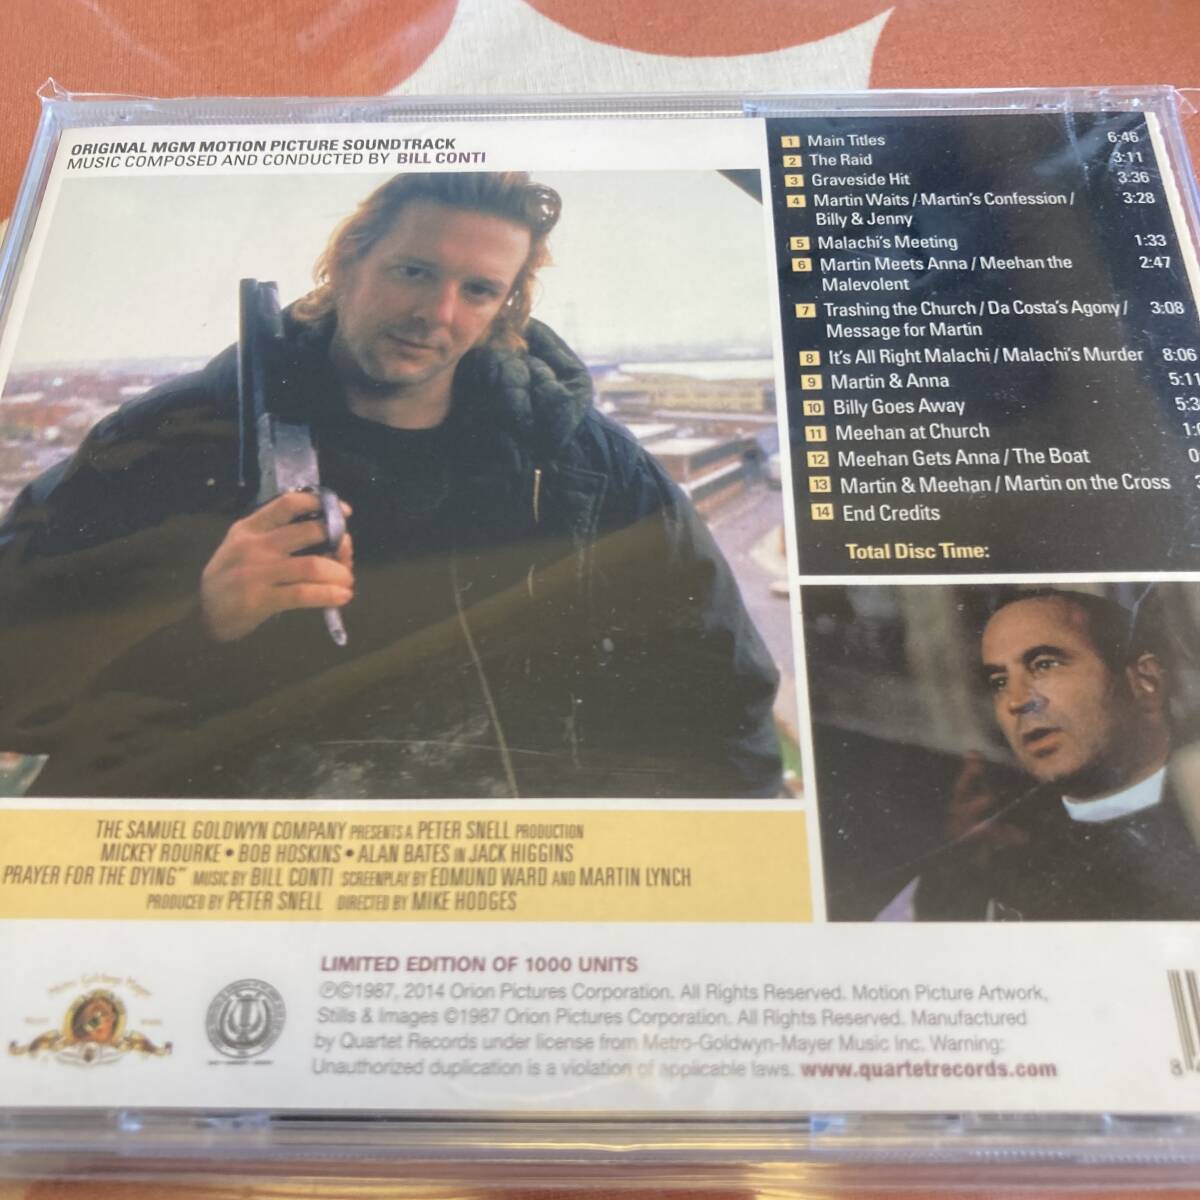 ORIGINAL MGM MOTION PICTURE SOUNDTRACK
MUSIC COMPOSED AND CONDUCTED BY BILL CONTI
1 Main Titles 6:46
2 The Raid 3:11
3 Graveside Hit 3:36
4 Martin Waits / Martin's Confession / 3:28
Billy & Jenny
5 Malachi's Meeting 1:33
6 Martin Meets Anna / Meehan the 2:47
Malevolent
7 Trashing the Church / Da Costa's Agony / 3:08
Message for Martin
8 It's All Right Malachi / Malachi's Murder 8:06
9 Martin & Anna 5:11
10 Billy Goes Away 5:3
11 Meehan at Church 1:
12 Meehan Gets Anna / The Boat 0
13 Martin & Meehan / Martin on the Cross
14 End Credits
Total Disc Time:
THE SAMUEL GOLDWYN COMPANY PRESENTS A PETER SNELL PRODUCTION
MICKEY ROURKE • BOB HOSKINS • ALAN BATES IN JACK HIGGINS
PRAYER FOR THE DYING" MUSIC BY BILL CONTI SCREENPLAY BY EDMUND WARD AND MARTIN LYNCH
PRODUCED BY PETER SNELL DIRECTED BY MIKE HODGES
LIMITED EDITION OF 1000 UNITS
℗©1987, 2014 Orion Pictures Corporation. All Rights Reserved. Motion Picture Artwork,
Stills & Images ©1987 Orion Pictures Corporation. All Rights Reserved. Manufactured
by Quartet Records under license from Metro-Goldwyn-Mayer Music Inc. Warning:
Unauthorized duplication is a violation of applicable laws. www.quartetrecords.com
8